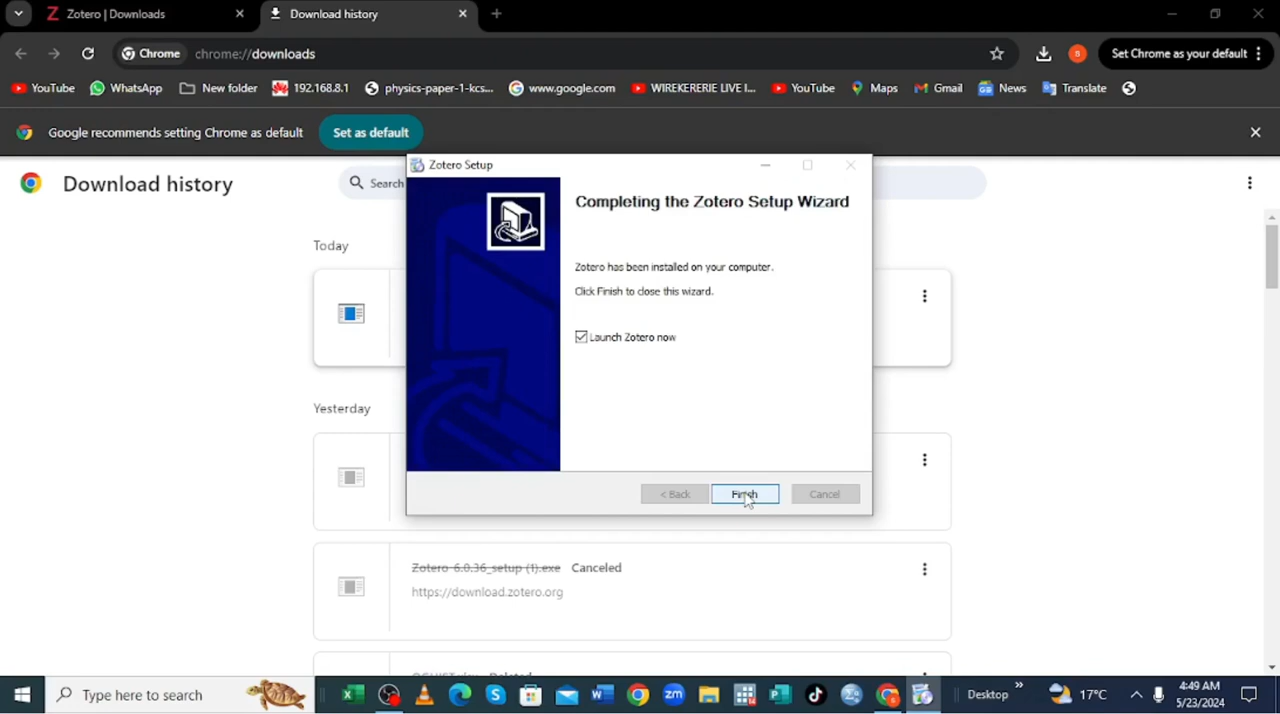 Zotero | Downloads
Download history
Chrome
chrome://downloads
Set Chrome as your default
YouTube
WhatsApp
New folder
192.168.8.1
physics-paper-1-kcs...
www.google.com
WIREKERERIE LIVE I...
YouTube
Maps
Gmail
News
Translate
Google recommends setting Chrome as default
Set as default
Download history
Search
Zotero Setup
Completing the Zotero Setup Wizard
Zotero has been installed on your computer.
Click Finish to close this wizard.
Launch Zotero now
< Back
Finish
Cancel
Today
Yesterday
Zotero-6.0.36_setup (1).exe Canceled
https://download.zotero.org
Deleted
Type here to search
Desktop
17°C
4:49 AM
5/23/2024